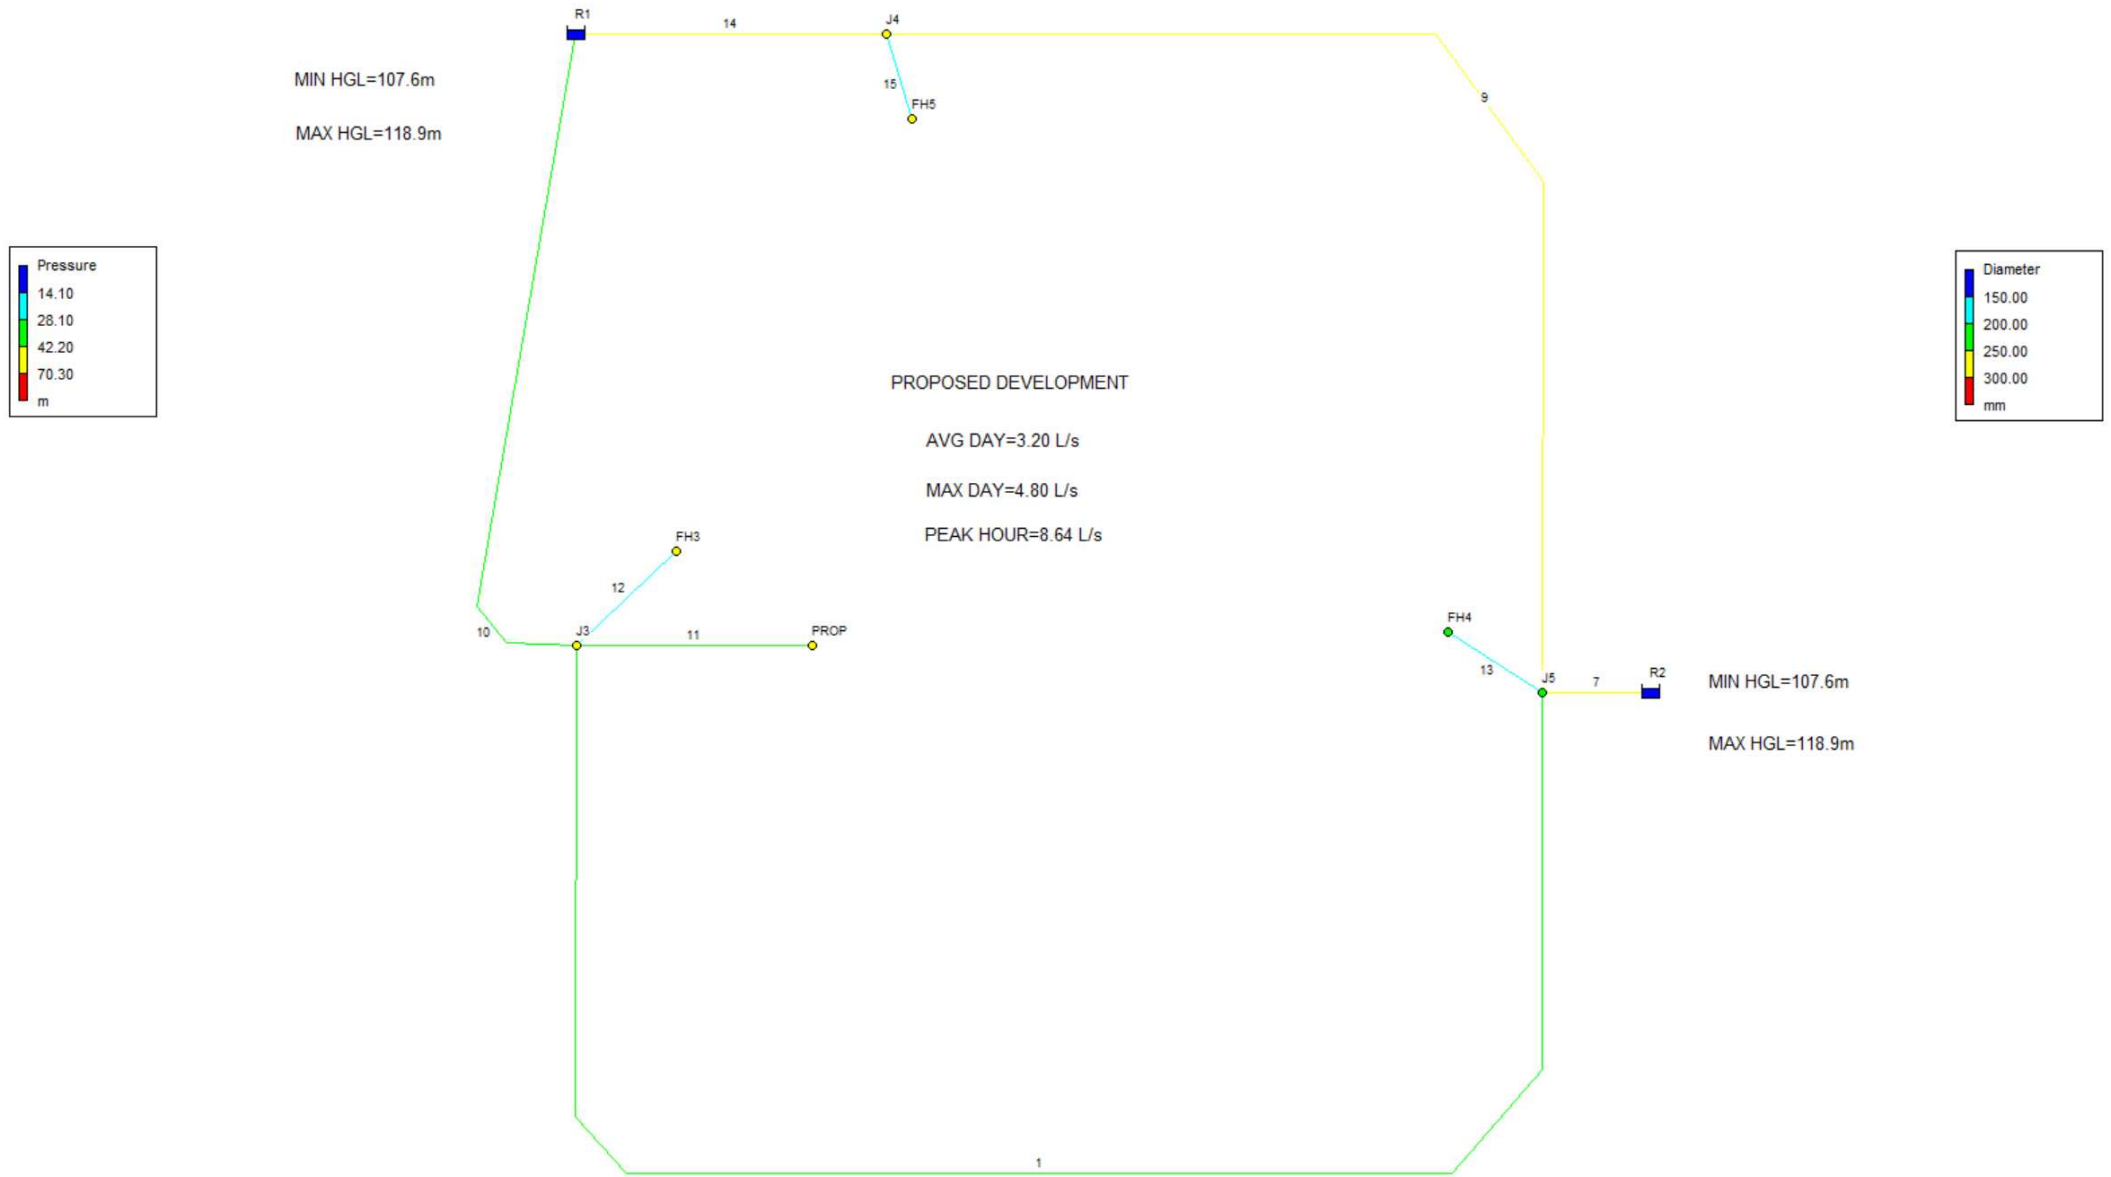 R1
14
J4
MIN HGL=107.6m
15
9
FH5
MAX HGL=118.9m
Pressure
14.10
28.10
42.20
70.30
m
Diameter
150.00
200.00
250.00
300.00
mm
PROPOSED DEVELOPMENT
AVG DAY=3.20 L/s
MAX DAY=4.80 L/s
PEAK HOUR=8.64 L/s
FH3
12
FH4
10
J3
11
PROP
13
J5
7
R2
MIN HGL=107.6m
MAX HGL=118.9m
1